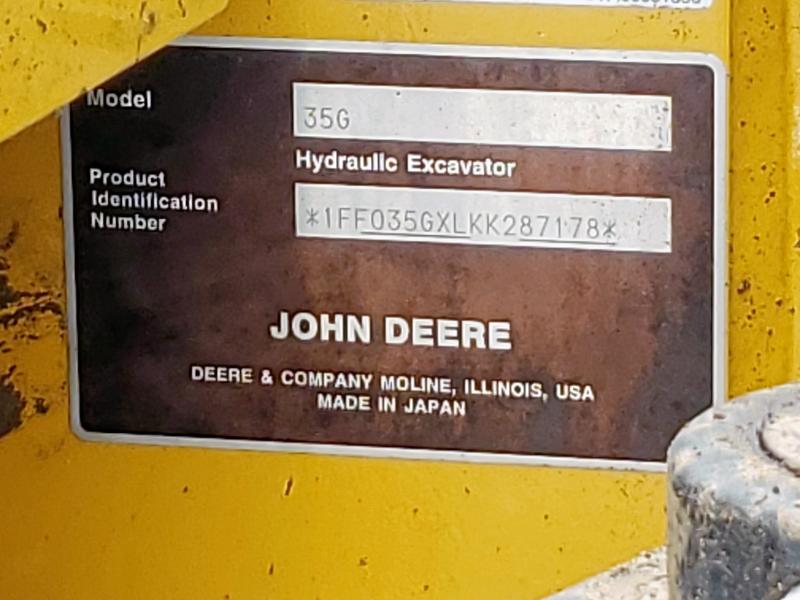 Model
35G
Hydraulic Excavator
Product
Identification
Number
*1FF035GXLKK287178*
JOHN DEERE
DEERE & COMPANY MOLINE, ILLINOIS, USA
MADE IN JAPAN